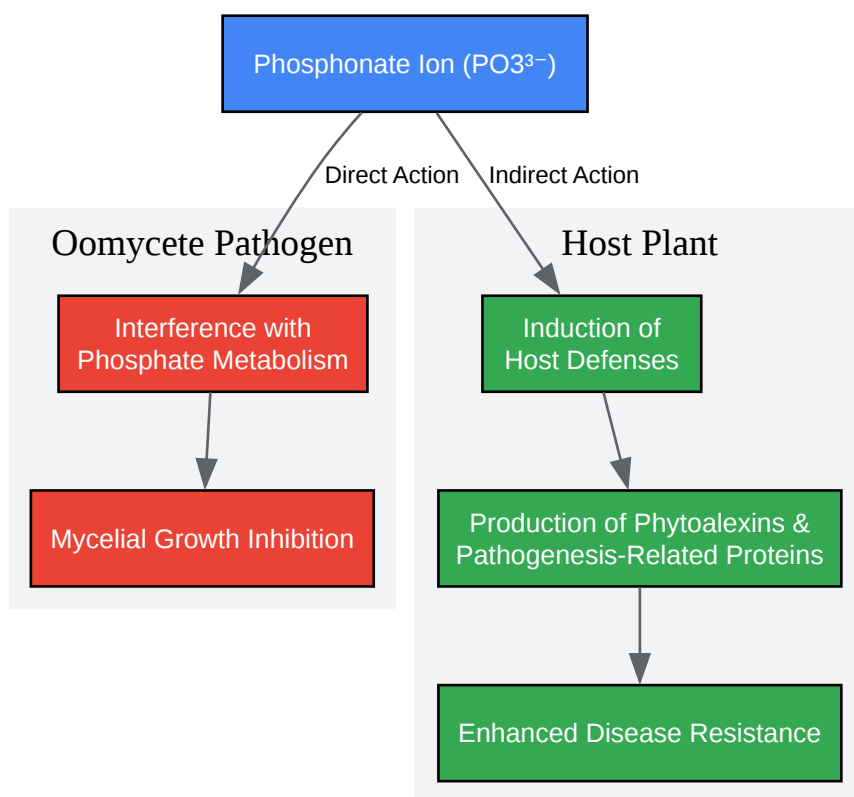 Phosphonate Ion (PO3³⁻)
Direct Action
Indirect Action
Oomycete Pathogen
Interference with
Phosphate Metabolism
Mycelial Growth Inhibition
Host Plant
Induction of
Host Defenses
Production of Phytoalexins &
Pathogenesis-Related Proteins
Enhanced Disease Resistance